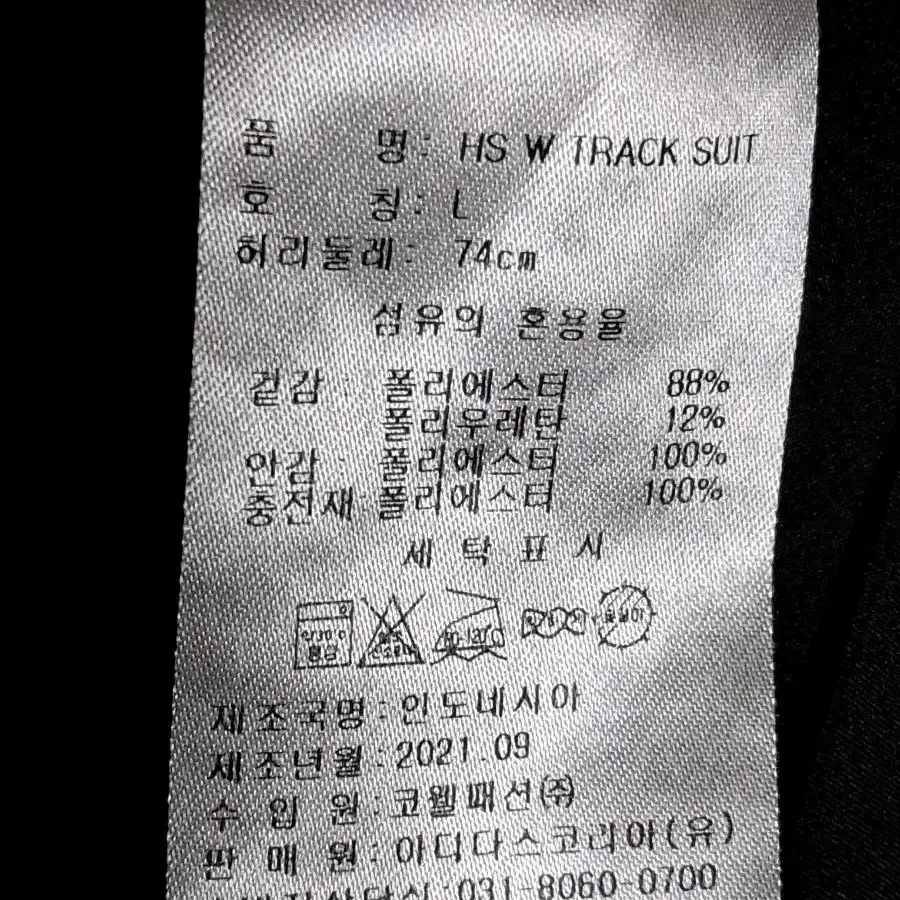 품 명 : HS W TRACK SUIT
호 칭 : L
허리둘레 : 74cm
섬유의 혼용율
겉감 : 폴리에스터 88%
폴리우레탄 12%
안감 : 폴리에스터 100%
충전재 폴리에스터 100%
세 탁 표 시
제조국명 : 인도네시아
제조년월 : 2021.09
수 입 원 : 코웰패션㈜
판 매 원 : 아디다스코리아(유)
:031-8060-0700